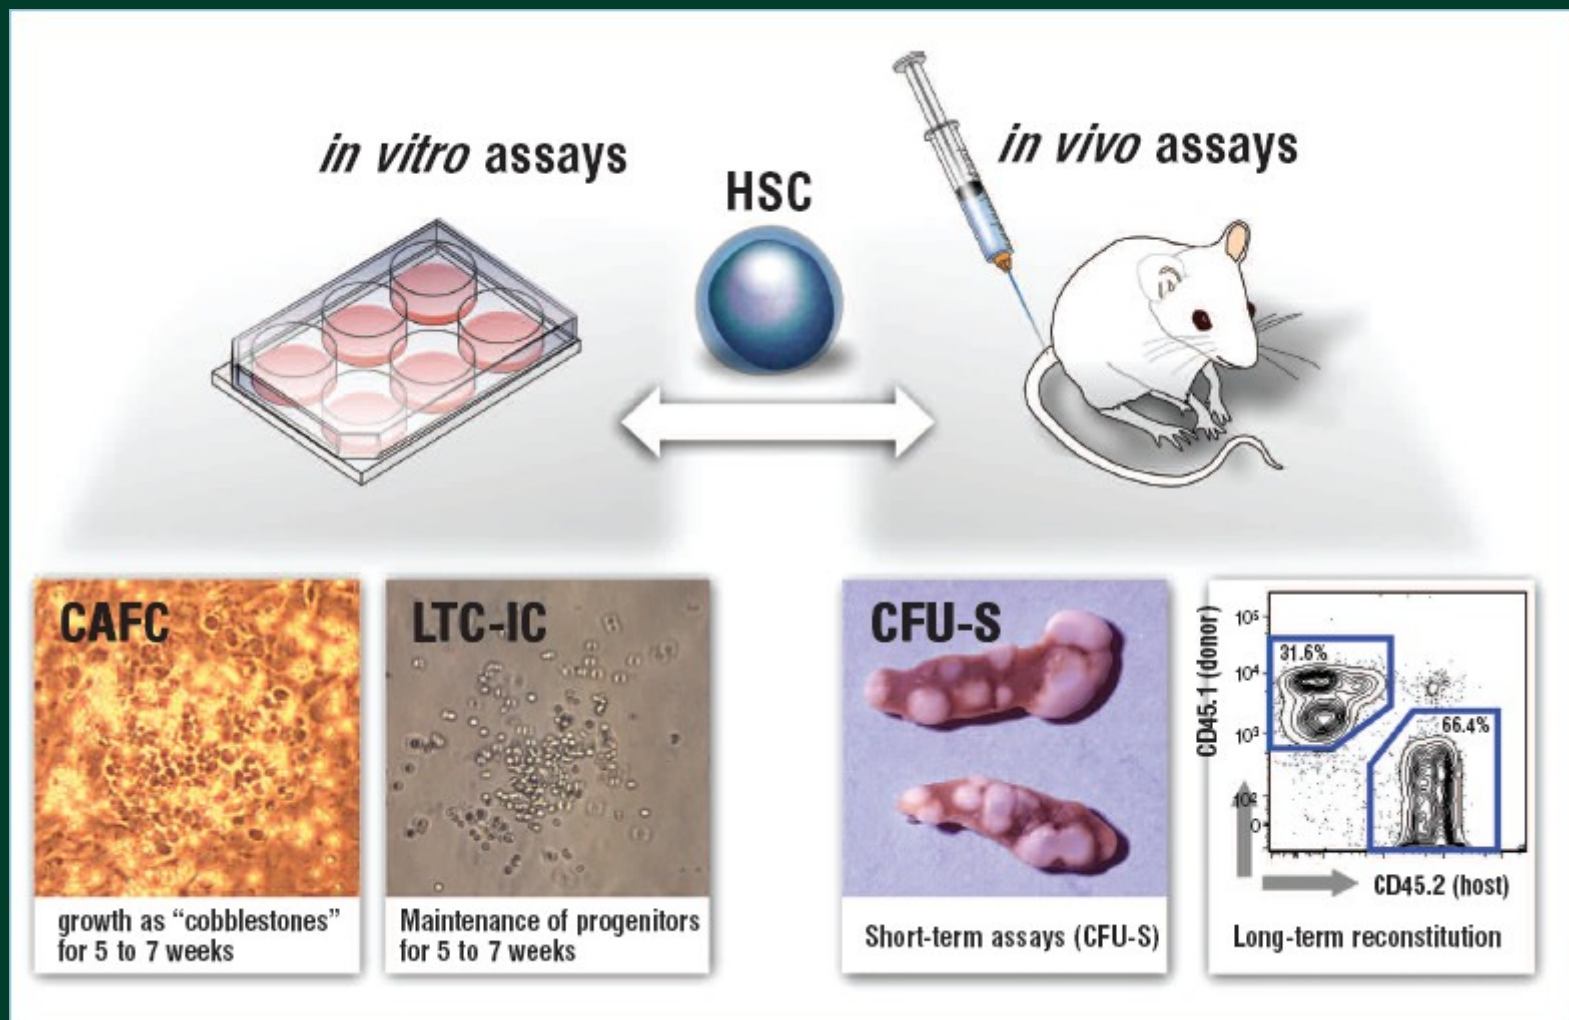 in vitro assays
HSC
in vivo assays
CAFC
growth as “cobblestones”
for 5 to 7 weeks
LTC-IC
Maintenance of progenitors
for 5 to 7 weeks
CFU-S
Short-term assays (CFU-S)
CD45.1 (donor)
10⁵
10⁴
10³
10²
0
31.6%
66.4%
CD45.2 (host)
Long-term reconstitution